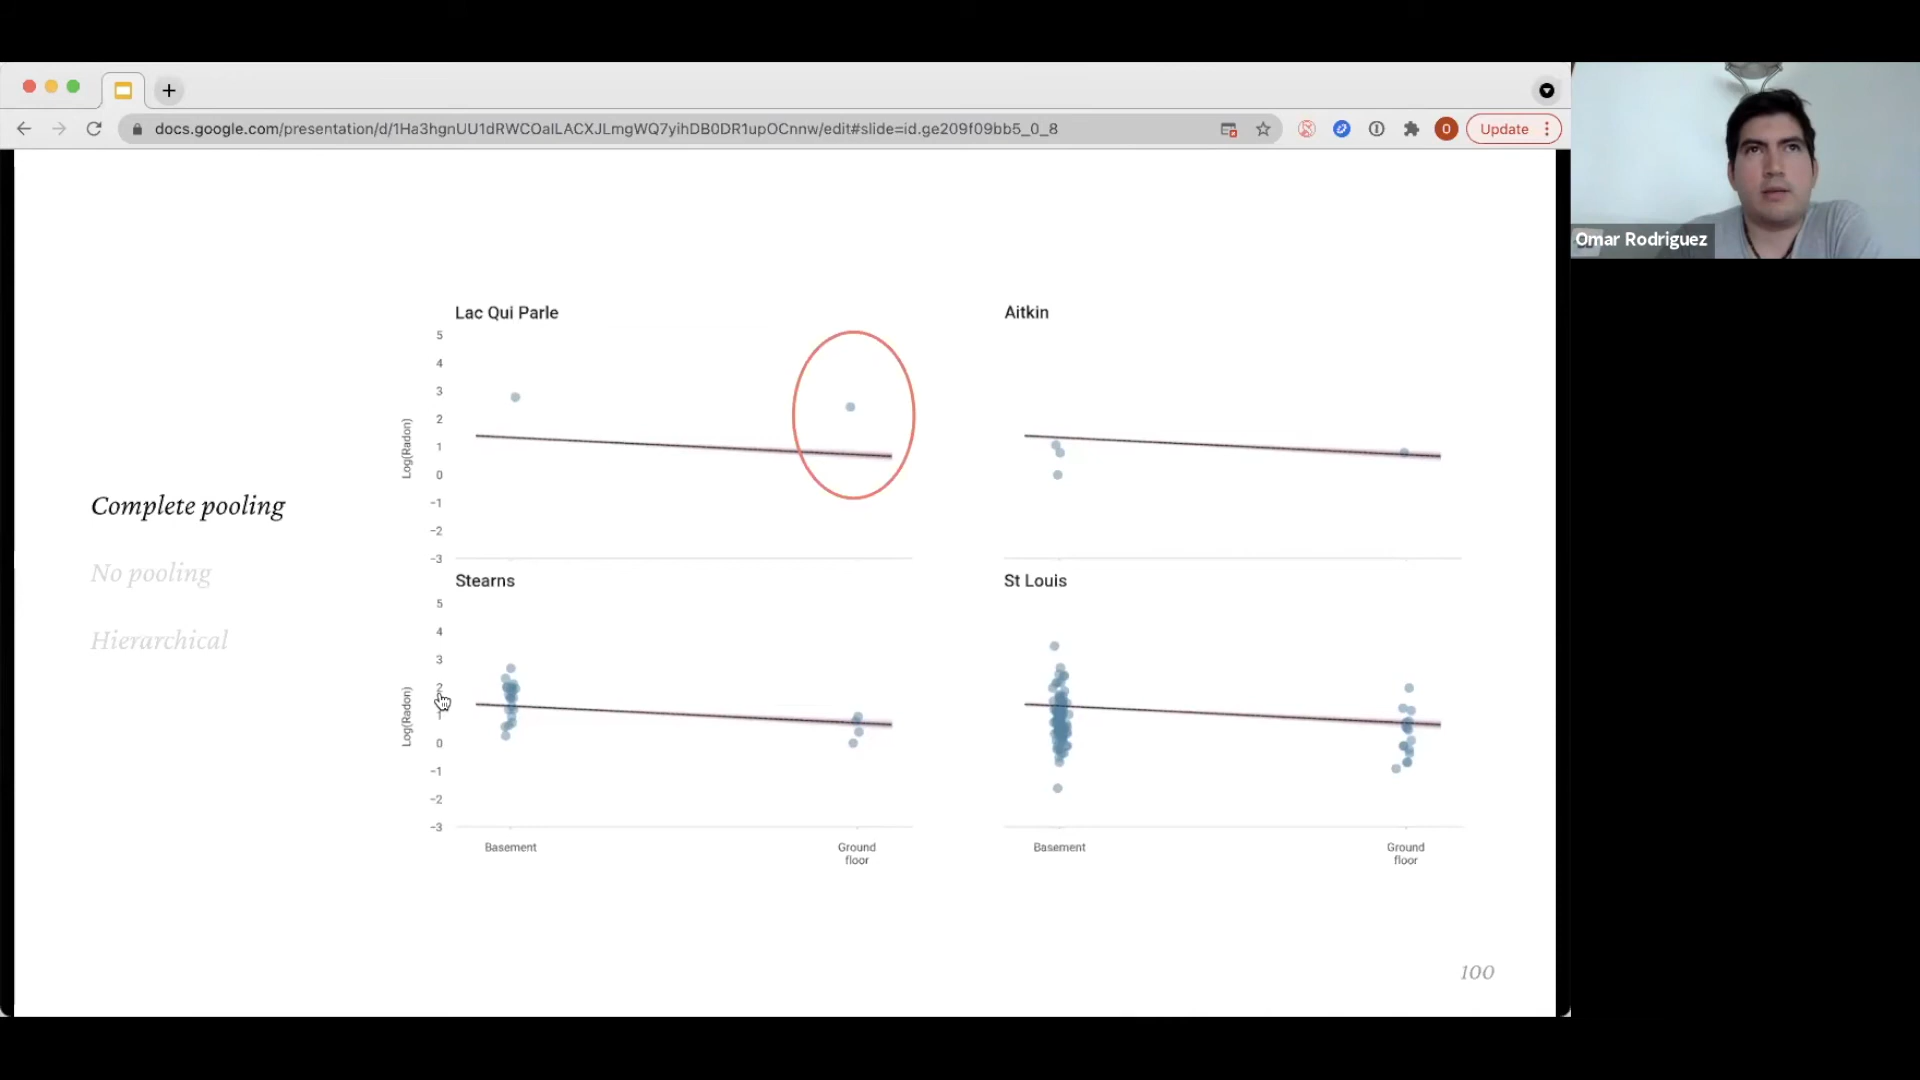 docs.google.com/presentation/d/1Ha3hgnUU1dRWCOalLACXJLmgWQ7yihDB0DR1upOCnnw/edit#slide=id.ge209f09bb5_0_8
O
Update
Omar Rodriguez
Complete pooling
No pooling
Hierarchical
Lac Qui Parle
5
4
3
2
1
0
−1
−2
−3
Log(Radon)
Aitkin
Stearns
5
4
3
2
1
0
−1
−2
−3
Log(Radon)
Basement
Ground
floor
St Louis
Basement
Ground
floor
100